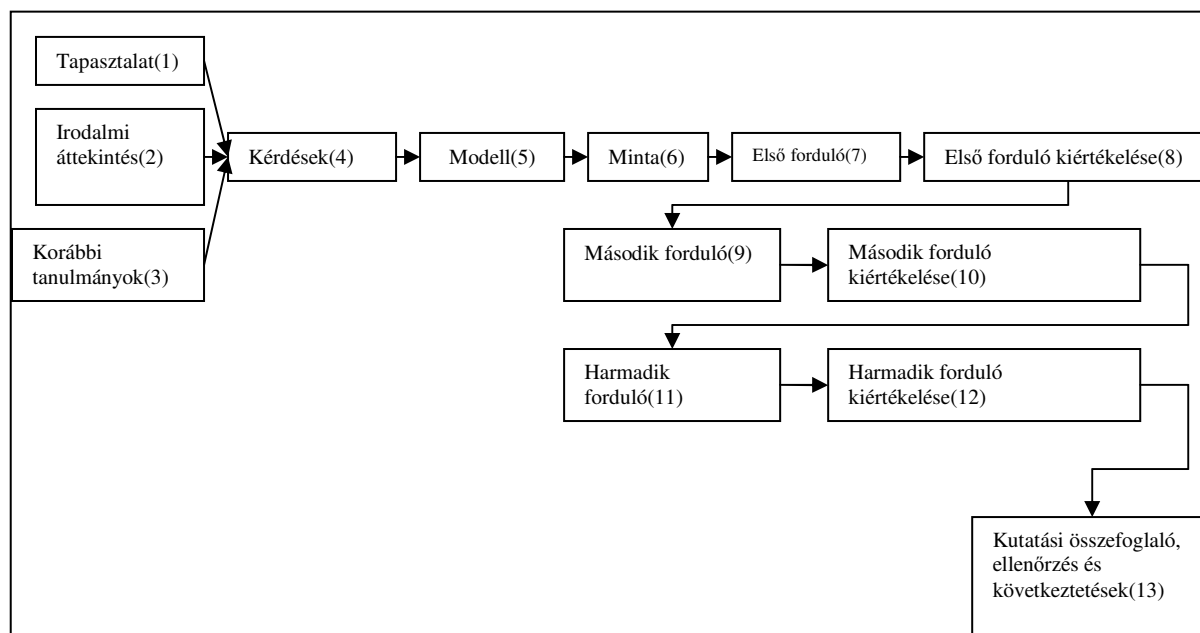 Tapasztalat(1)
Irodalmi
áttekintés(2)
Korábbi
tanulmányok(3)
Kérdések(4)
Modell(5)
Minta(6)
Első forduló(7)
Első forduló kiértékelése(8)
Második forduló(9)
Második forduló
kiértékelése(10)
Harmadik
forduló(11)
Harmadik forduló
kiértékelése(12)
Kutatási összefoglaló,
ellenőrzés és
következtetések(13)